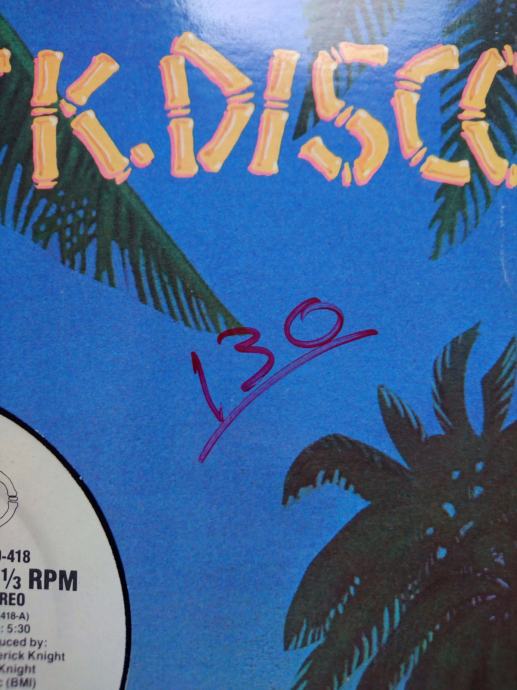 K.DISCO
130
-418
1/3 RPM
REO
418-A)
: 5:30
uced by:
erick Knight
Knight
c (BMI)